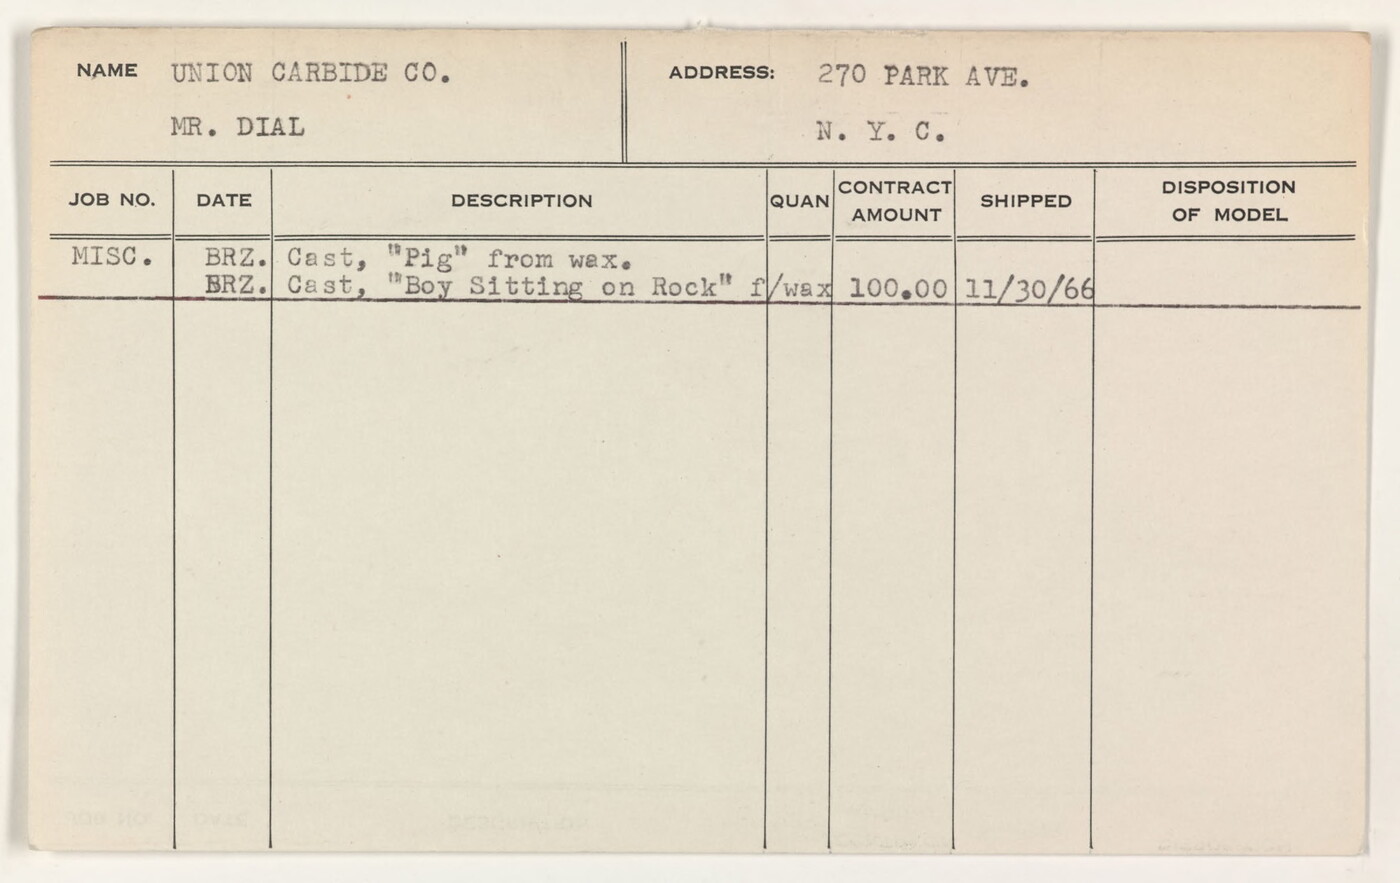 NAME UNION CARBIDE CO. ADDRESS: 270 PARK AVE.
MR. DIAL N. Y. C.
JOB NO. DATE DESCRIPTION QUAN CONTRACT AMOUNT SHIPPED DISPOSITION OF MODEL
MISC. BRZ. Cast, "Pig" from wax.
BRZ. Cast, "Boy Sitting on Rock" f/wax 100.00 11/30/66